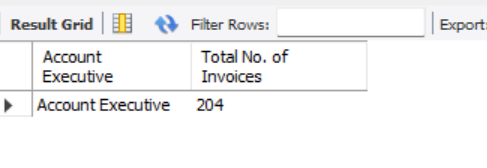 Result Grid Filter Rows: Export:
Account Executive Total No. of Invoices
Account Executive 204